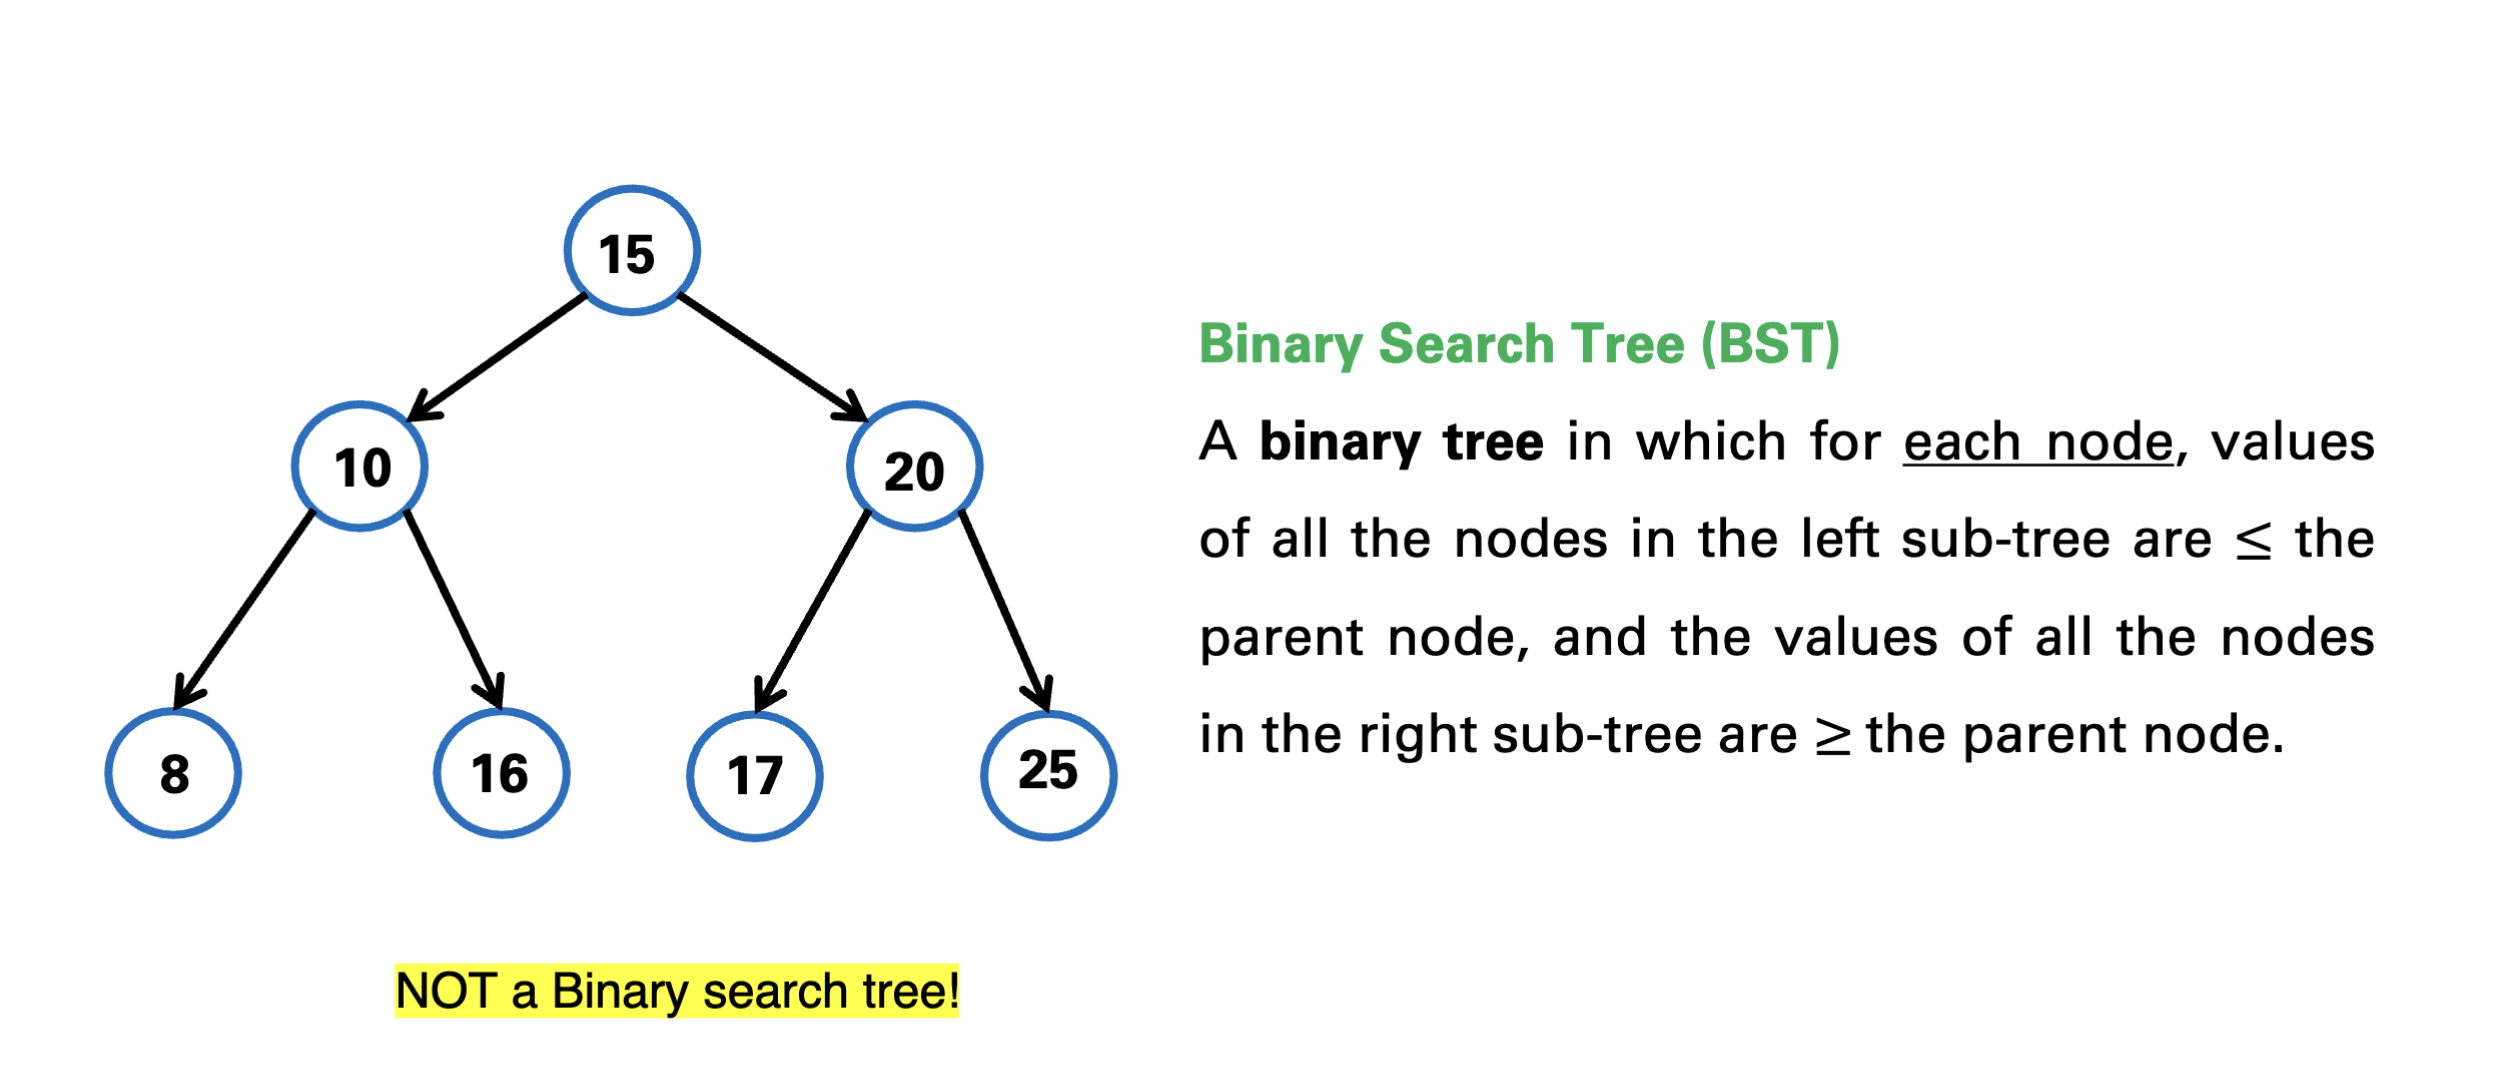 15
10
20
8
16
17
25
NOT a Binary search tree!
Binary Search Tree (BST)
A binary tree in which for each node, values
of all the nodes in the left sub-tree are ≤ the
parent node, and the values of all the nodes
in the right sub-tree are ≥ the parent node.